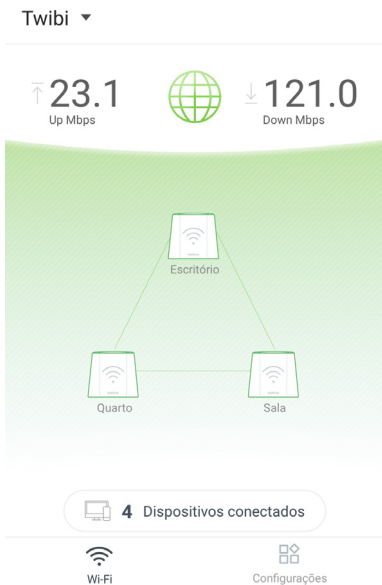 Twibi
23.1
Up Mbps
121.0
Down Mbps
Escritório
Quarto
Sala
4 Dispositivos conectados
Wi-Fi
Configurações